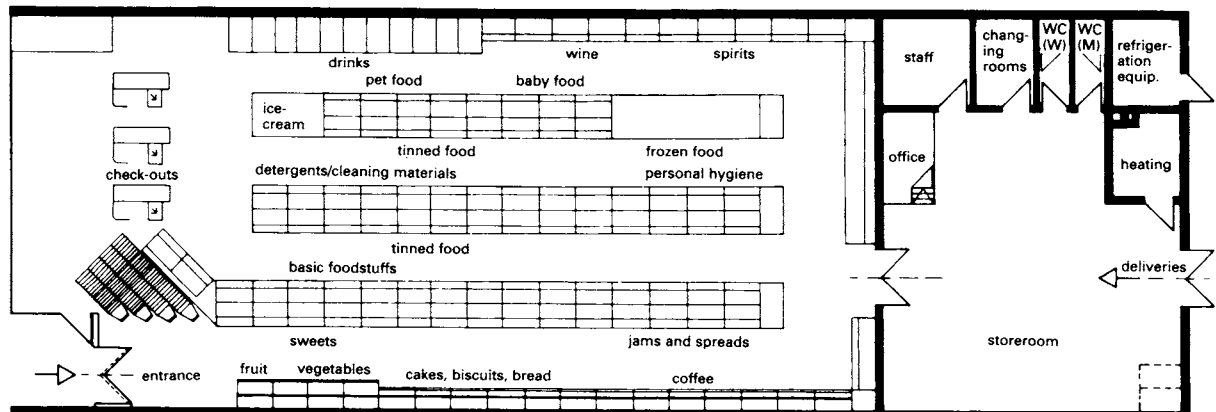 drinks
wine
spirits
staff
chang-
ing
rooms
WC
(W)
WC
(M)
refriger-
ation
equip.
pet food
baby food
ice-
cream
tinned food
frozen food
check-outs
detergents/cleaning materials
personal hygiene
office
heating
tinned food
basic foodstuffs
deliveries
sweets
jams and spreads
storeroom
entrance
fruit
vegetables
cakes, biscuits, bread
coffee